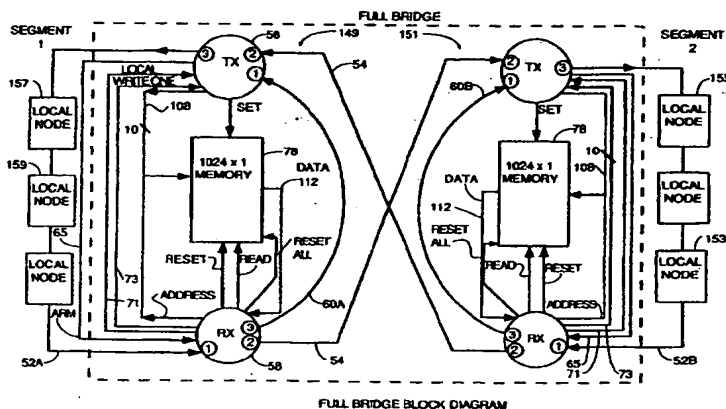 FULL BRIDGE
SEGMENT
1
149
151
SEGMENT
2
56
54
3
TX
2
1
2
TX
3
1
60B
157
LOCAL
WRITE ONE
108
SET
SET
LOCAL
NODE
10
78
78
10
108
LOCAL
NODE
159
1024 x 1
MEMORY
DATA
112
DATA
112
1024 x 1
MEMORY
LOCAL
NODE
LOCAL
NODE
65
RESET
READ
RESET
ALL
RESET
ALL
READ
RESET
153
LOCAL
NODE
73
71
60A
ADDRESS
ADDRESS
LOCAL
NODE
ARM
RX
3
2
1
54
3
RX
2
1
52A
58
65
71
73
52B
FULL BRIDGE BLOCK DIAGRAM